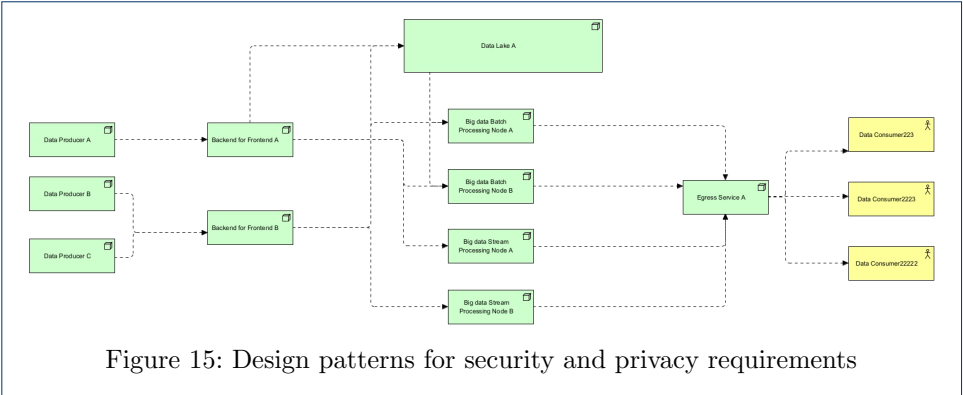 Data Lake A
Data Producer A
Backend for Frontend A
Big data Batch
Processing Node A
Data Consumer223
Data Producer B
Big data Batch
Processing Node B
Egress Service A
Data Consumer2223
Backend for Frontend B
Data Producer C
Big data Stream
Processing Node A
Data Consumer22222
Big data Stream
Processing Node B
Figure 15: Design patterns for security and privacy requirements